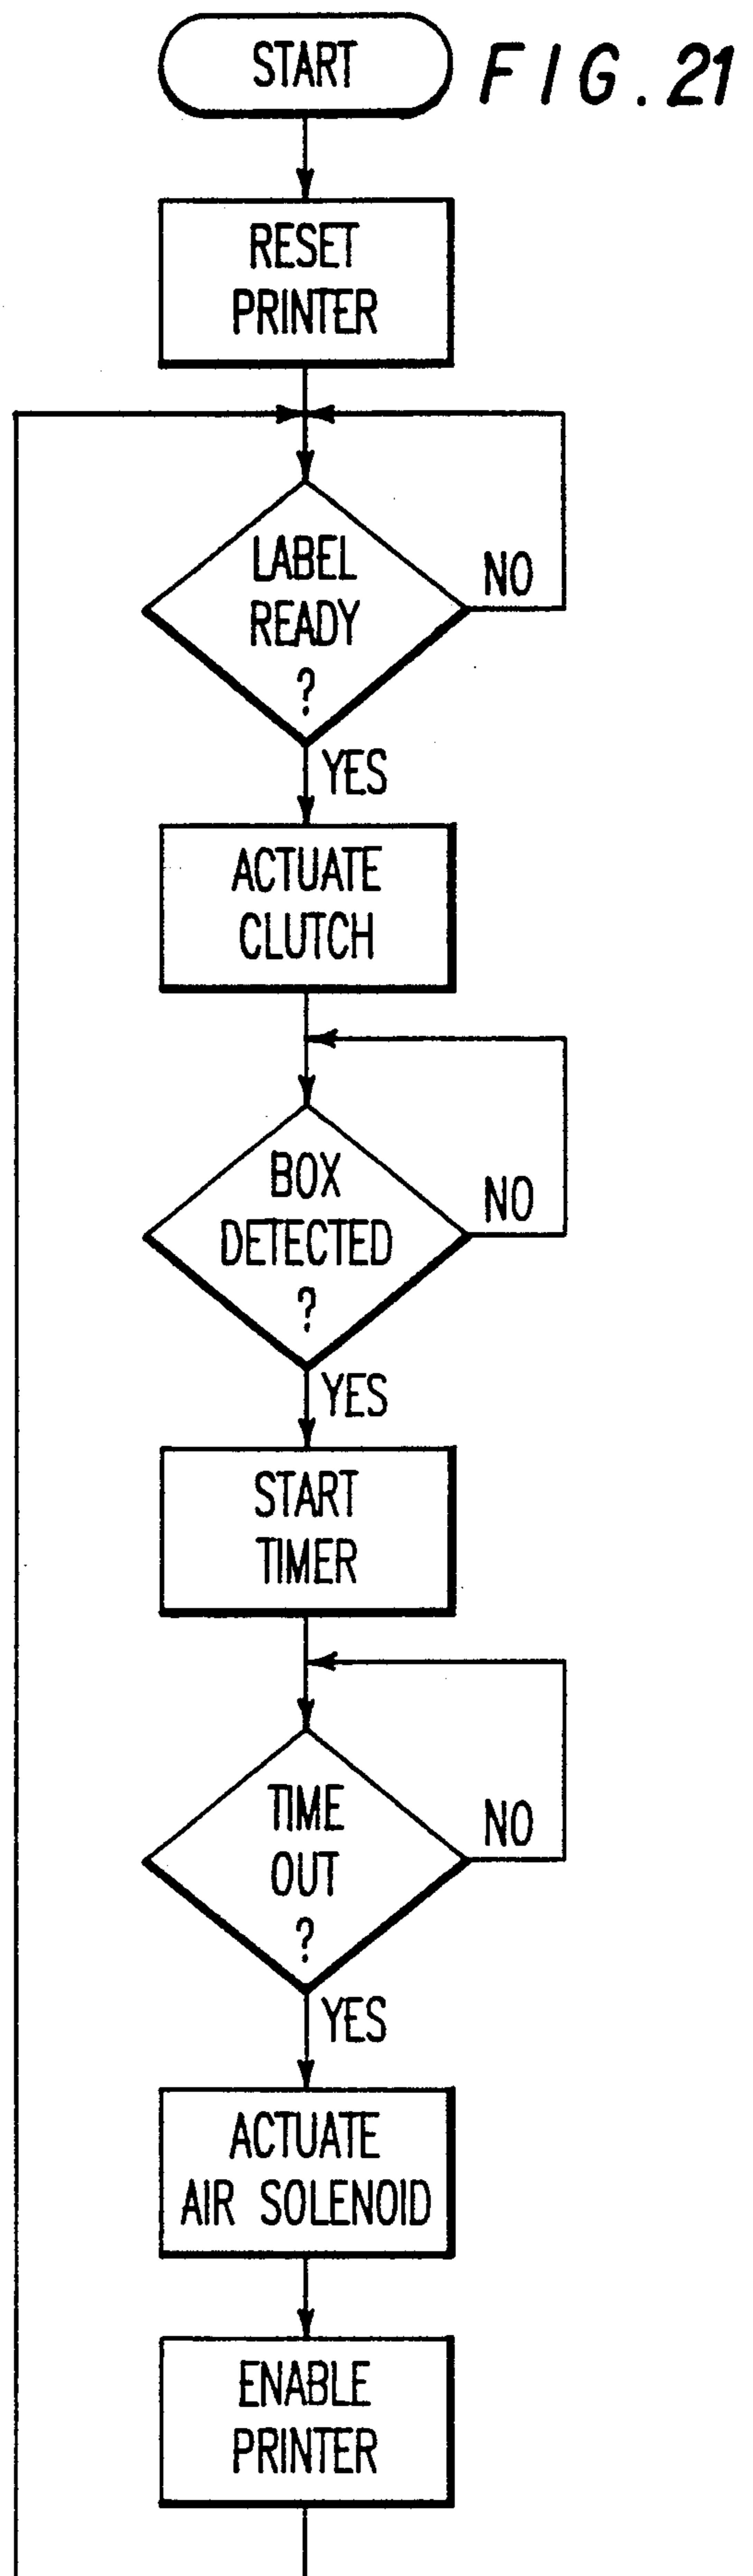 START
FIG. 21
RESET
PRINTER
LABEL
READY
?
NO
YES
ACTUATE
CLUTCH
BOX
DETECTED
?
NO
YES
START
TIMER
TIME
OUT
?
NO
YES
ACTUATE
AIR SOLENOID
ENABLE
PRINTER